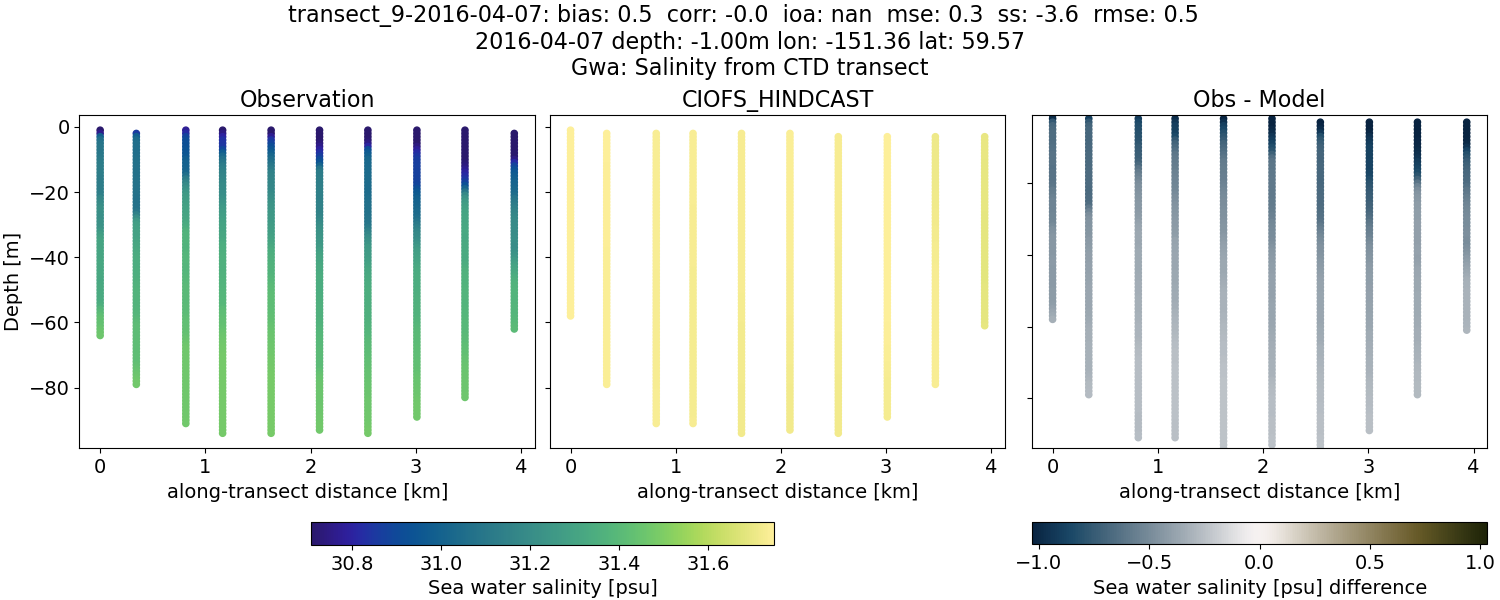 transect_9-2016-04-07: bias: 0.5  corr: -0.0  ioa: nan  mse: 0.3  ss: -3.6  rmse: 0.5
2016-04-07 depth: -1.00m lon: -151.36 lat: 59.57
Gwa: Salinity from CTD transect
Observation
CIOFS_HINDCAST
Obs - Model
0
−20
−40
−60
−80
Depth [m]
0 1 2 3 4
0 1 2 3 4
0 1 2 3 4
along-transect distance [km]
along-transect distance [km]
along-transect distance [km]
30.8 31.0 31.2 31.4 31.6
Sea water salinity [psu]
−1.0 −0.5 0.0 0.5 1.0
Sea water salinity [psu] difference